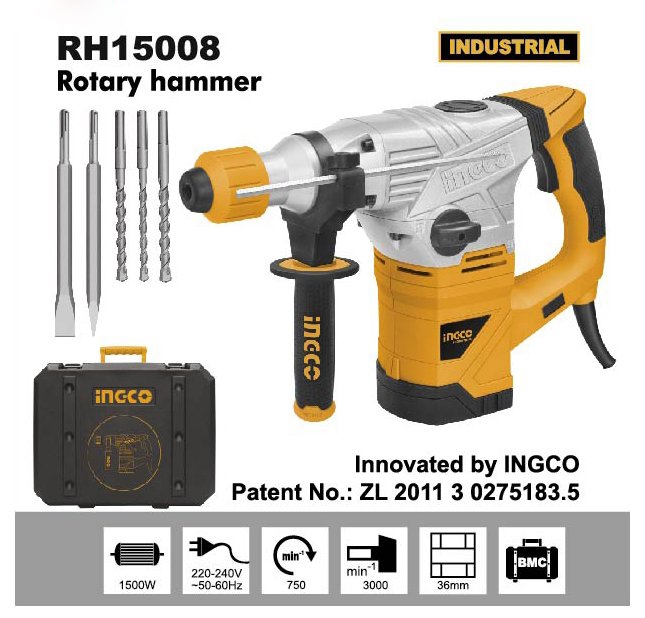 RH15008
INDUSTRIAL
Rotary hammer
INGCO
INGCO
INGCO
INGCO
Innovated by INGCO
Patent No.: ZL 2011 3 0275183.5
1500W
220-240V
~50-60Hz
min-1
750
min-1
3000
36mm
BMC